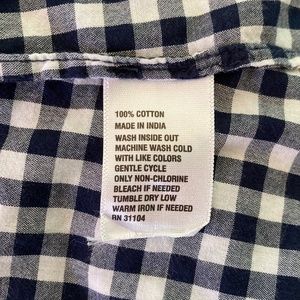 100% COTTON
MADE IN INDIA
WASH INSIDE OUT
MACHINE WASH COLD
WITH LIKE COLORS
GENTLE CYCLE
ONLY NON-CHLORINE
BLEACH IF NEEDED
TUMBLE DRY LOW
WARM IRON IF NEEDED
RN 31104